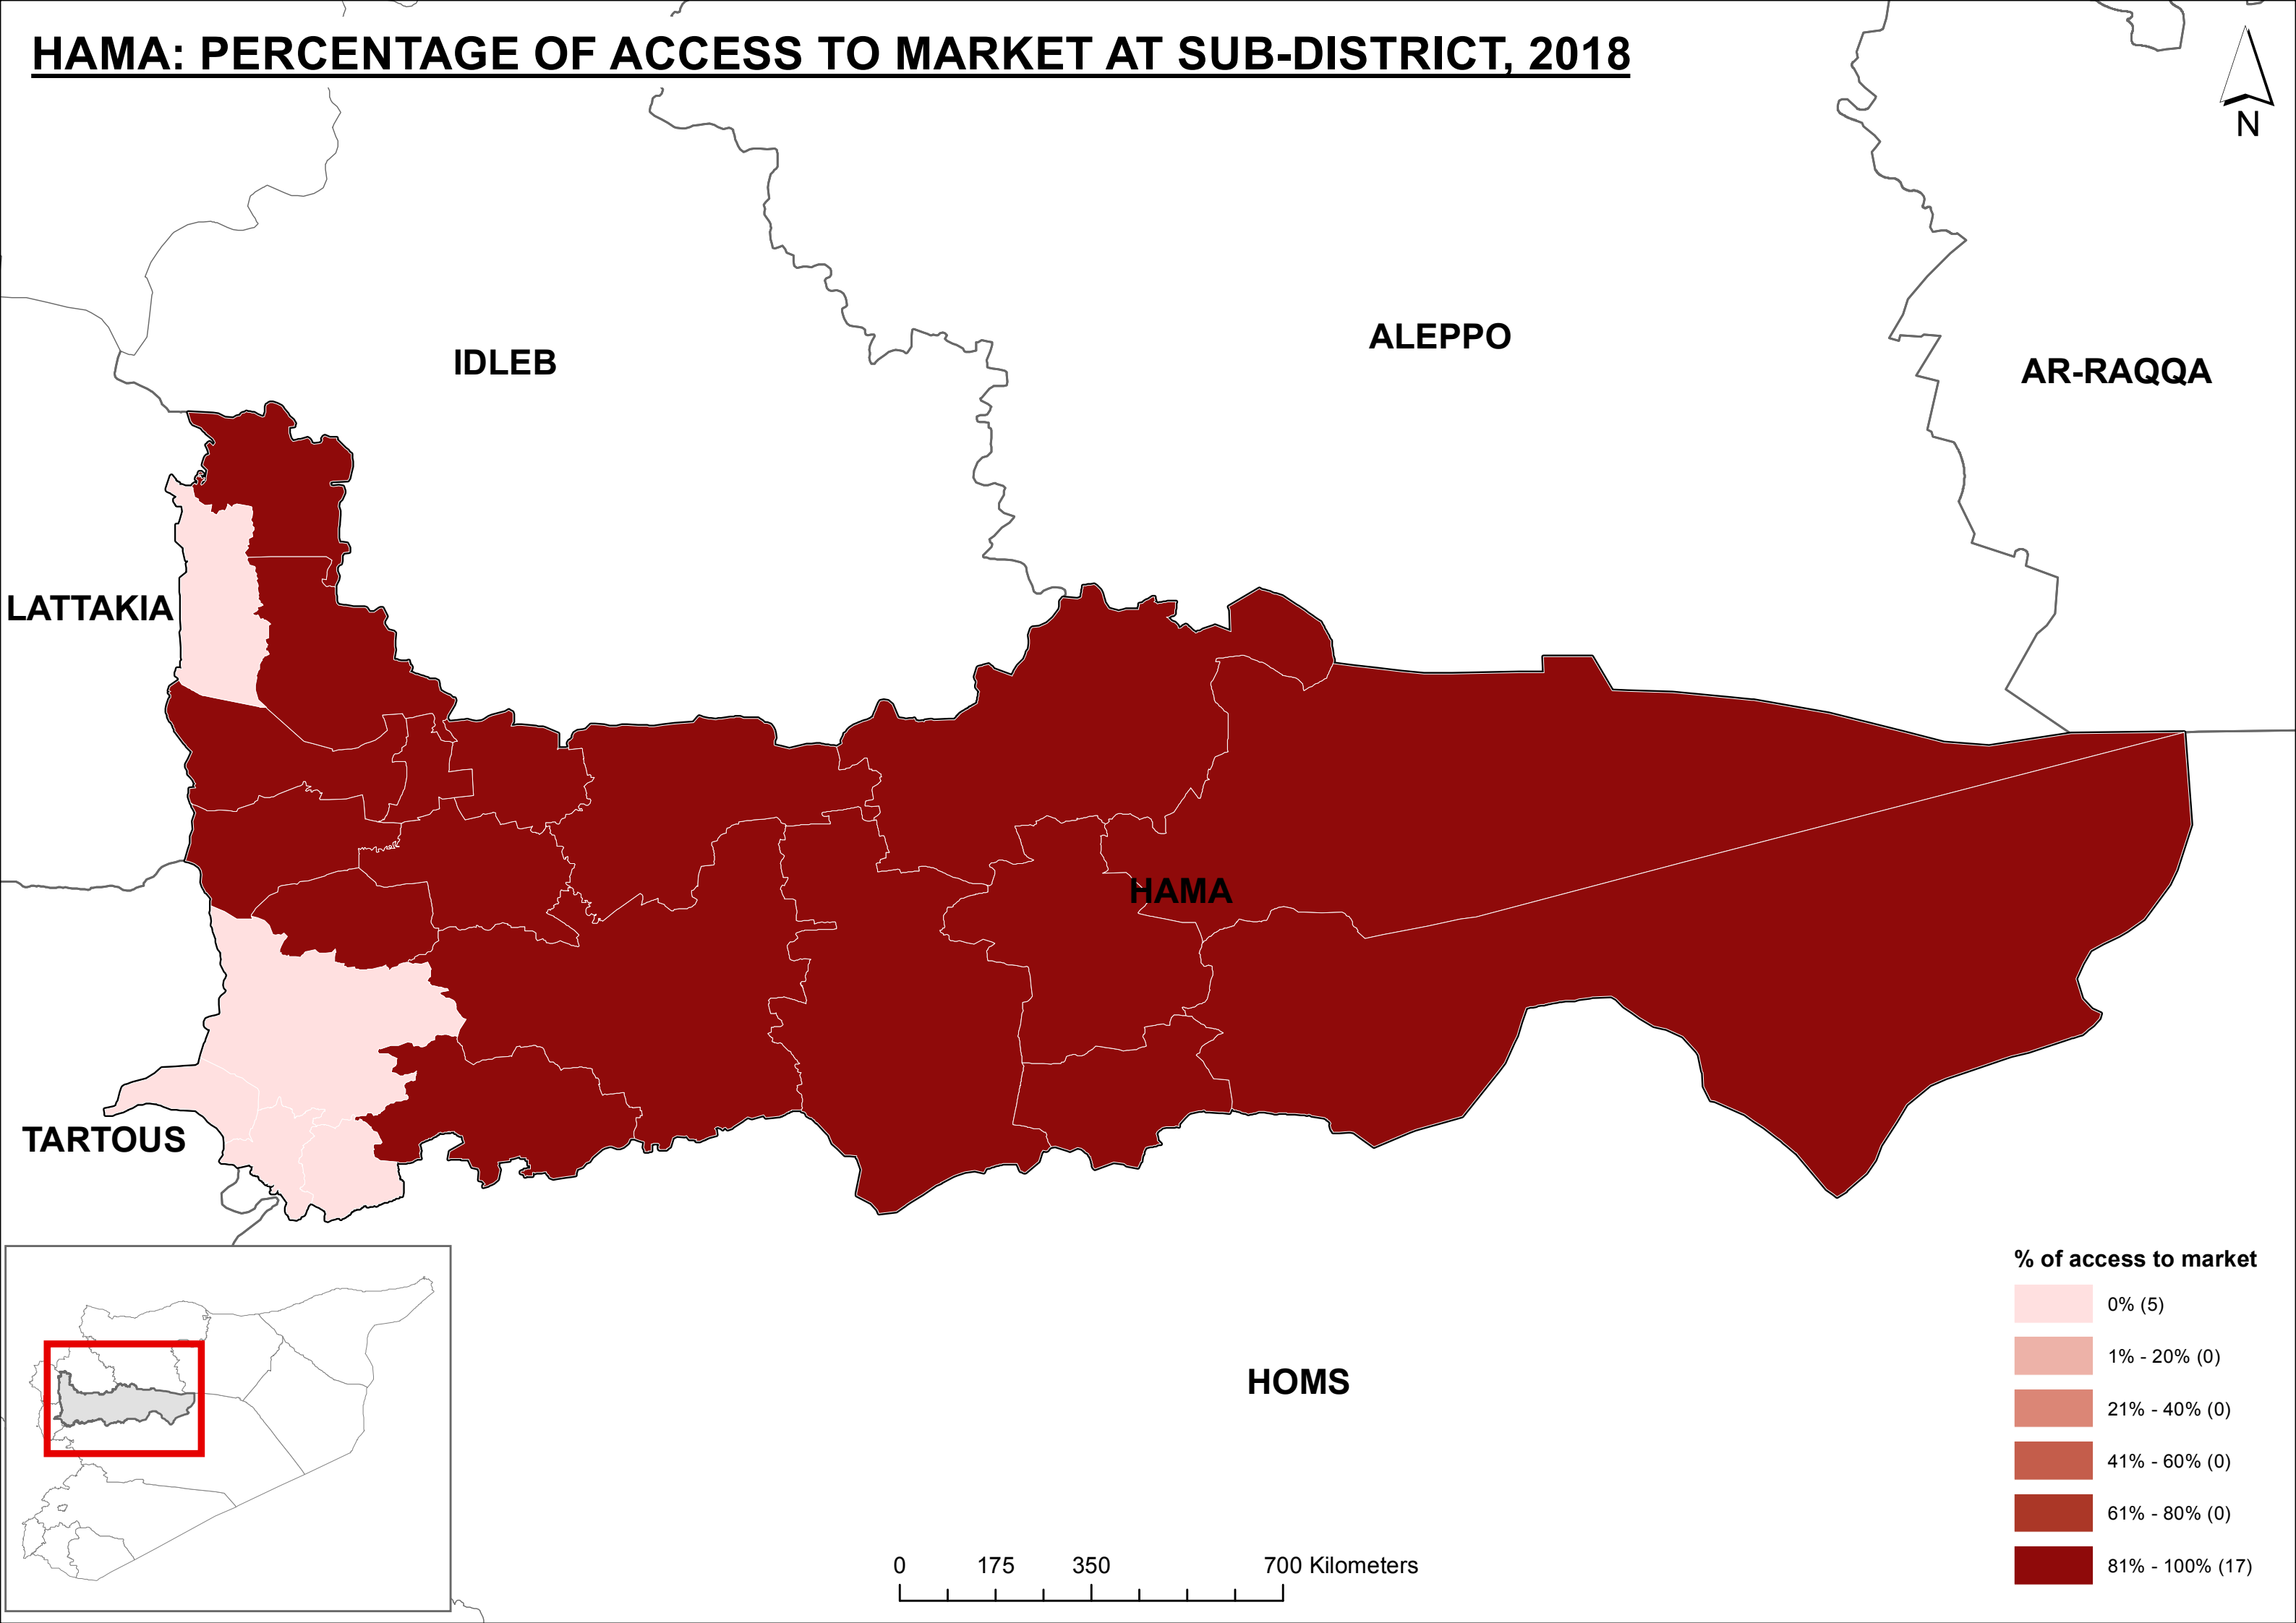 HAMA: PERCENTAGE OF ACCESS TO MARKET AT SUB-DISTRICT, 2018
N
ALEPPO
IDLEB
AR-RAQQA
LATTAKIA
HAMA
TARTOUS
HOMS
% of access to market
0% (5)
1% - 20% (0)
21% - 40% (0)
41% - 60% (0)
61% - 80% (0)
81% - 100% (17)
0 175 350 700 Kilometers